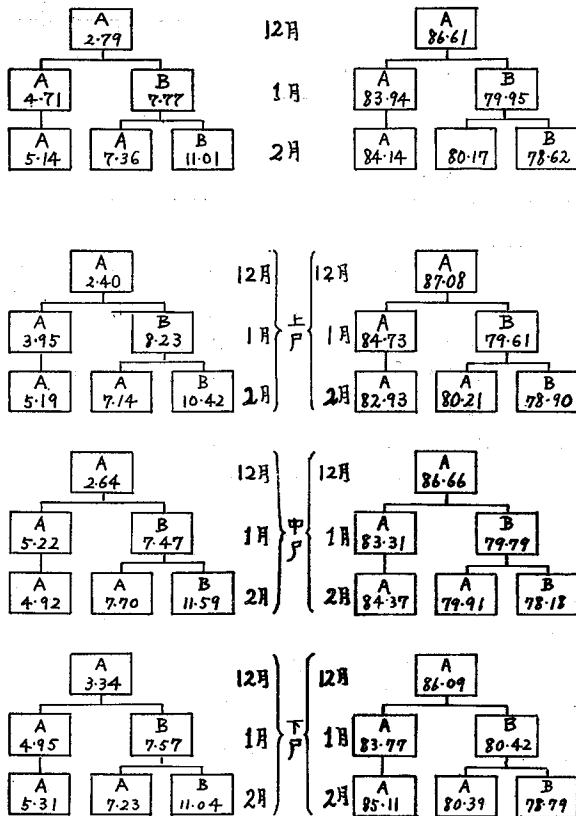 A 12月 A
2.79 86.61
A B 1月 A B
4.71 7.77 83.94 79.95
A A B 2月 A B
5.14 7.36 11.01 84.14 80.17 78.62
A 12月 12月 A
2.40 87.08
A B 1月 上戸 1月 A B
3.95 8.23 84.73 79.61
A A B 2月 2月 A A B
5.19 7.14 10.42 82.93 80.21 78.90
A 12月 12月 A
2.64 86.66
A B 1月 中戸 1月 A B
5.22 7.47 83.31 79.79
A A B 2月 2月 A A B
4.92 7.70 11.59 84.37 79.91 78.18
A 12月 12月 A
3.34 86.09
A B 1月 下戸 1月 A B
4.95 7.57 83.77 80.42
A A B 2月 2月 A A B
5.31 7.23 11.04 85.11 80.39 78.79